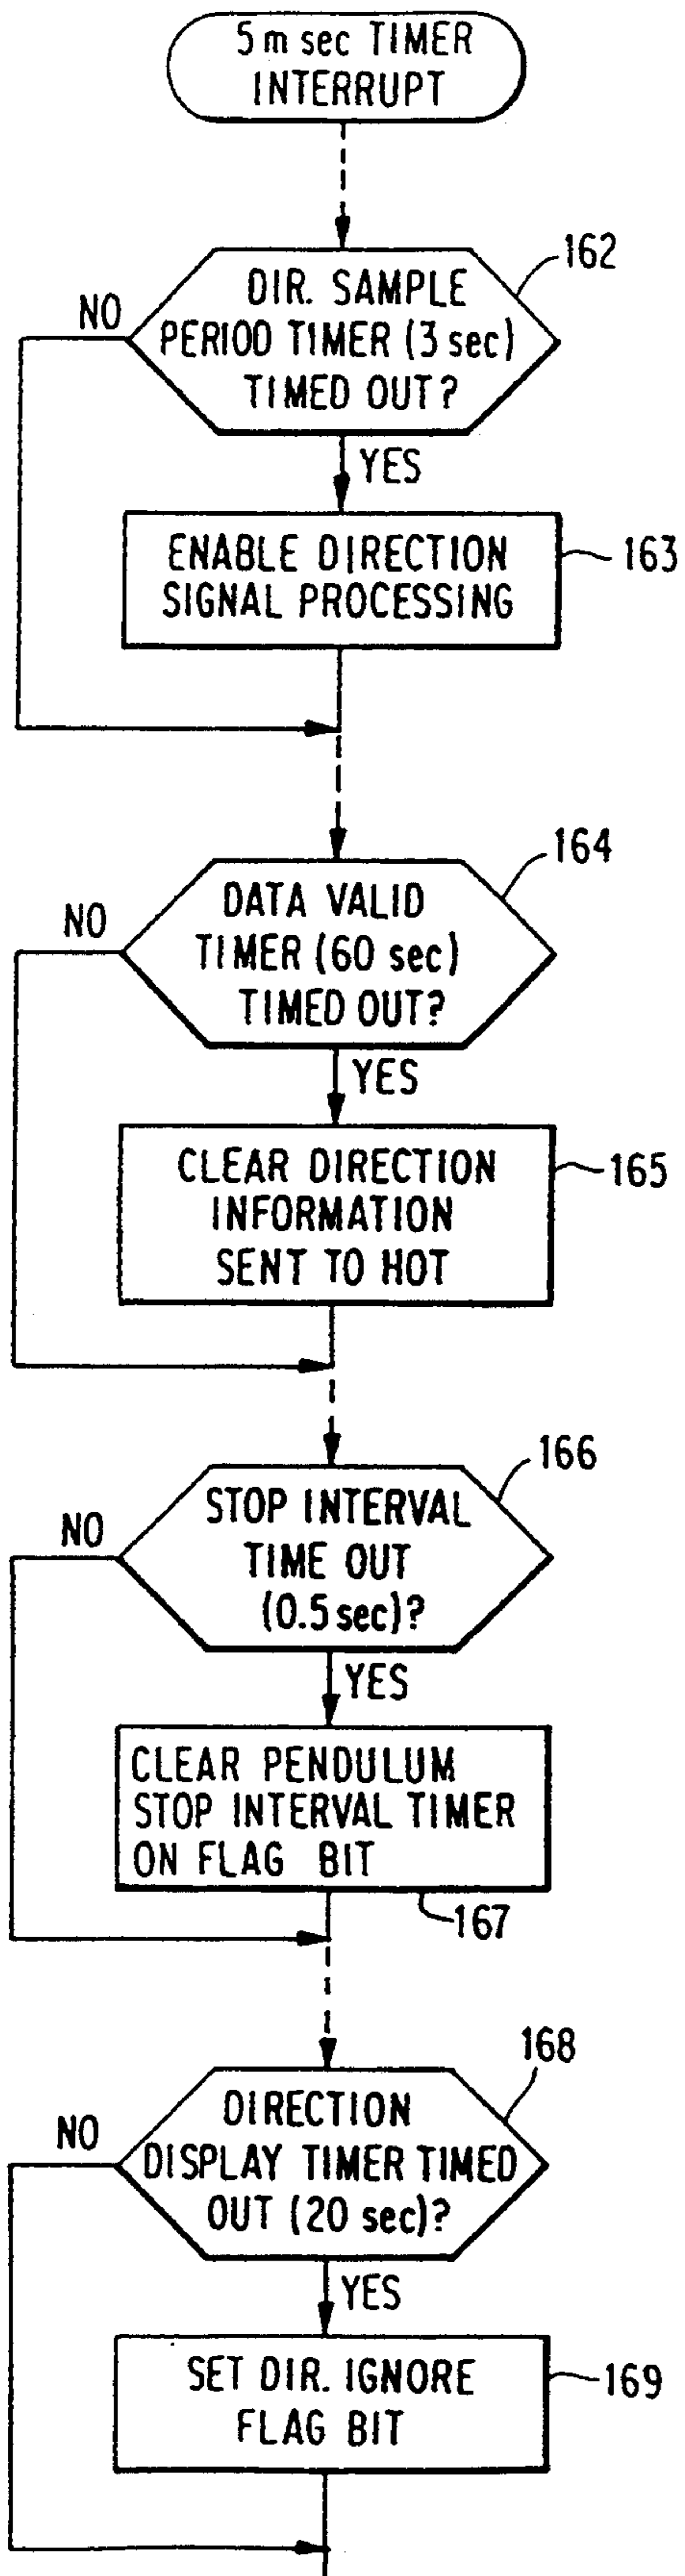 5 m sec TIMER
INTERRUPT
162
DIR. SAMPLE
NO
PERIOD TIMER (3 sec)
TIMED OUT?
YES
ENABLE DIRECTION
163
SIGNAL PROCESSING
164
DATA VALID
NO
TIMER (60 sec)
TIMED OUT?
YES
CLEAR DIRECTION
165
INFORMATION
SENT TO HOT
166
STOP INTERVAL
NO
TIME OUT
(0.5 sec)?
YES
CLEAR PENDULUM
STOP INTERVAL TIMER
ON FLAG BIT
167
168
DIRECTION
NO
DISPLAY TIMER TIMED
OUT (20 sec)?
YES
SET DIR. IGNORE
169
FLAG BIT